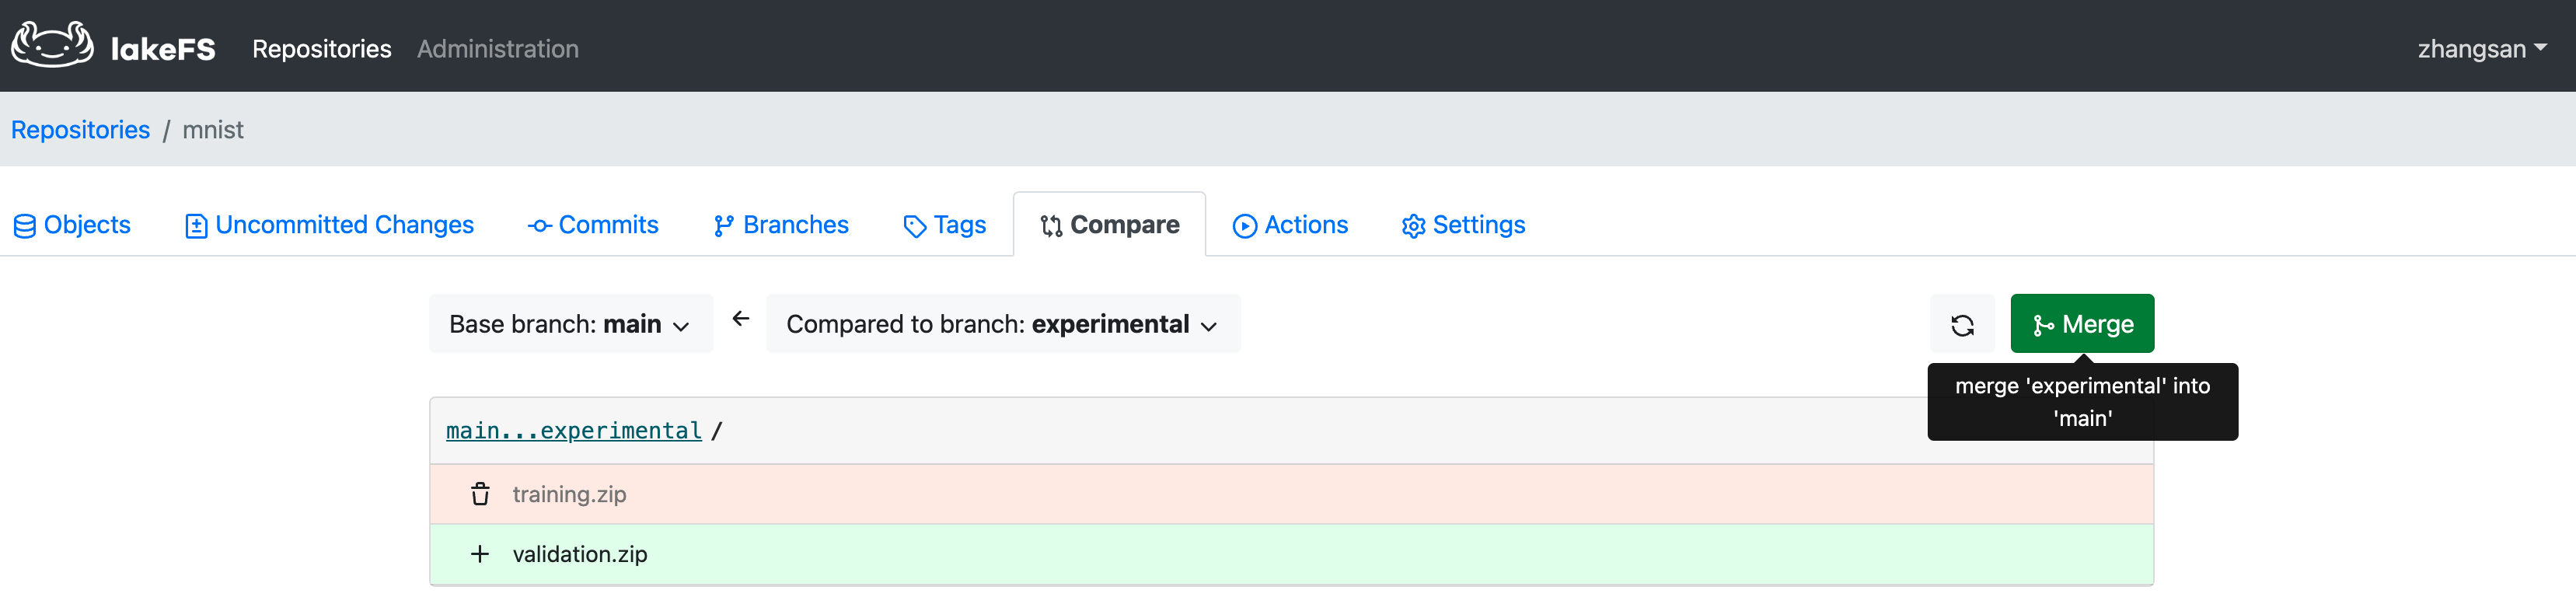 lakeFS Repositories Administration zhangsan
Repositories / mnist
Objects Uncommitted Changes Commits Branches Tags Compare Actions Settings
Base branch: main ← Compared to branch: experimental Merge
merge 'experimental' into
'main'
main...experimental /
training.zip
+ validation.zip